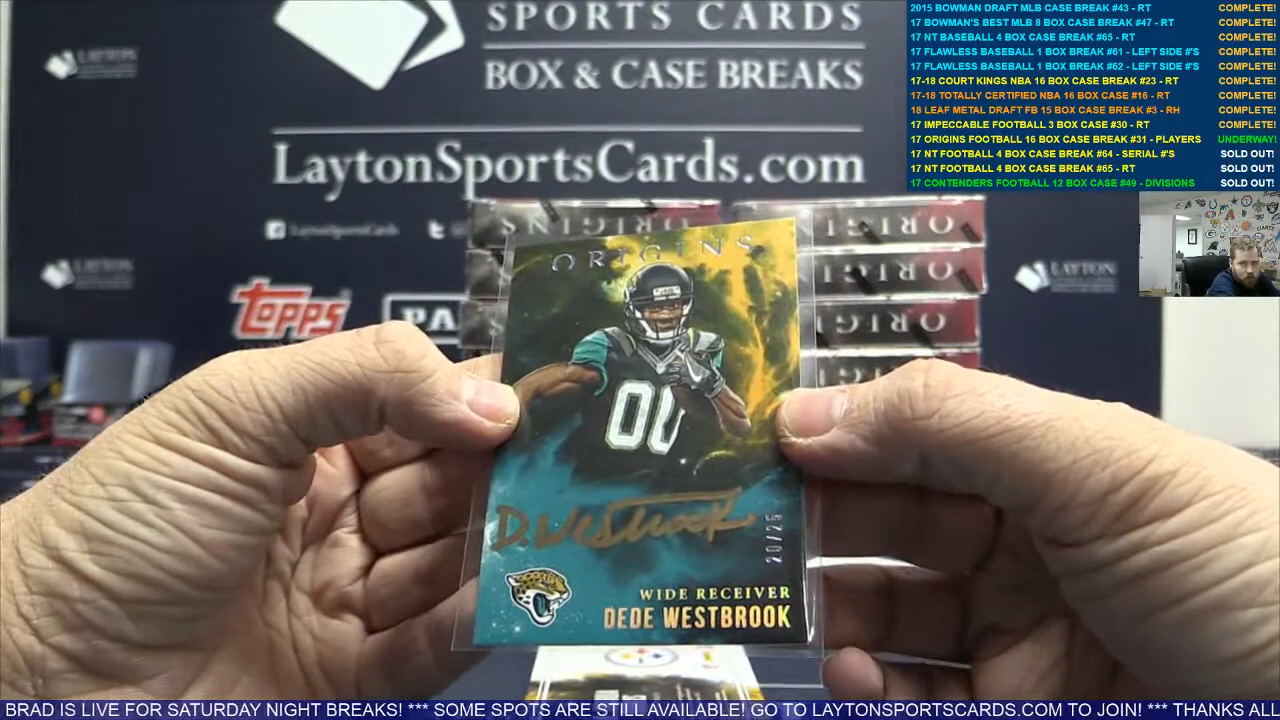 SPORTS CARDS
BOX & CASE BREAKS
LaytonSportsCards.com
LaytonSportsCards
LAYTON
LAYTON
LAYTON
topps
PA
ORIGINS
ORIGINS
ORIGINS
ORIGINS
00
D. Westbrook
20/25
WIDE RECEIVER
DEDE WESTBROOK
2015 BOWMAN DRAFT MLB CASE BREAK #43 - RT COMPLETE!
17 BOWMAN'S BEST MLB 8 BOX CASE BREAK #47 - RT COMPLETE!
17 NT BASEBALL 4 BOX CASE BREAK #65 - RT COMPLETE!
17 FLAWLESS BASEBALL 1 BOX BREAK #61 - LEFT SIDE #'S COMPLETE!
17 FLAWLESS BASEBALL 1 BOX BREAK #62 - LEFT SIDE #'S COMPLETE!
17-18 COURT KINGS NBA 16 BOX CASE BREAK #23 - RT COMPLETE!
17-18 TOTALLY CERTIFIED NBA 16 BOX CASE #16 - RT COMPLETE!
18 LEAF METAL DRAFT FB 15 BOX CASE BREAK #3 - RH COMPLETE!
17 IMPECCABLE FOOTBALL 3 BOX CASE #30 - RT COMPLETE!
17 ORIGINS FOOTBALL 16 BOX CASE BREAK #31 - PLAYERS UNDERWAY!
17 NT FOOTBALL 4 BOX CASE BREAK #64 - SERIAL #'S SOLD OUT!
17 NT FOOTBALL 4 BOX CASE BREAK #65 - RT SOLD OUT!
17 CONTENDERS FOOTBALL 12 BOX CASE #49 - DIVISIONS SOLD OUT!
BRAD IS LIVE FOR SATURDAY NIGHT BREAKS! *** SOME SPOTS ARE STILL AVAILABLE! GO TO LAYTONSPORTSCARDS.COM TO JOIN! *** THANKS ALL